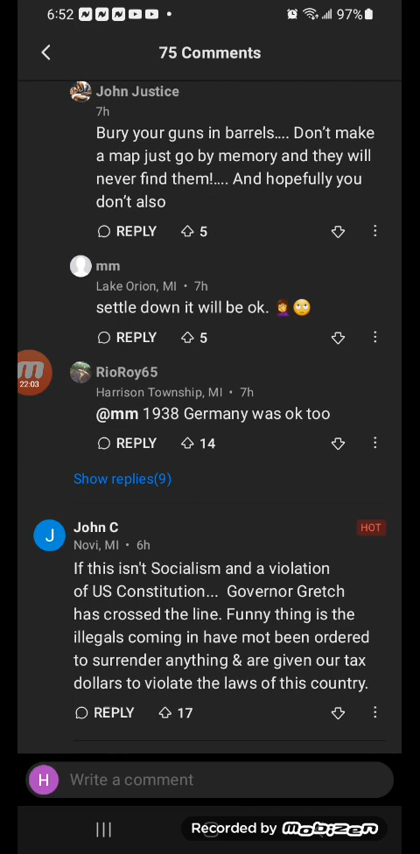 6:52 97%
75 Comments
John Justice
7h
Bury your guns in barrels.... Don't make
a map just go by memory and they will
never find them!.... And hopefully you
don't also
REPLY 5
mm
Lake Orion, MI • 7h
settle down it will be ok. 🤦‍♀️🙄
REPLY 5
22:03
RioRoy65
Harrison Township, MI • 7h
@mm 1938 Germany was ok too
REPLY 14
Show replies(9)
J
John C
HOT
Novi, MI • 6h
If this isn't Socialism and a violation
of US Constitution... Governor Gretch
has crossed the line. Funny thing is the
illegals coming in have mot been ordered
to surrender anything & are given our tax
dollars to violate the laws of this country.
REPLY 17
H Write a comment
Recorded by mobizen